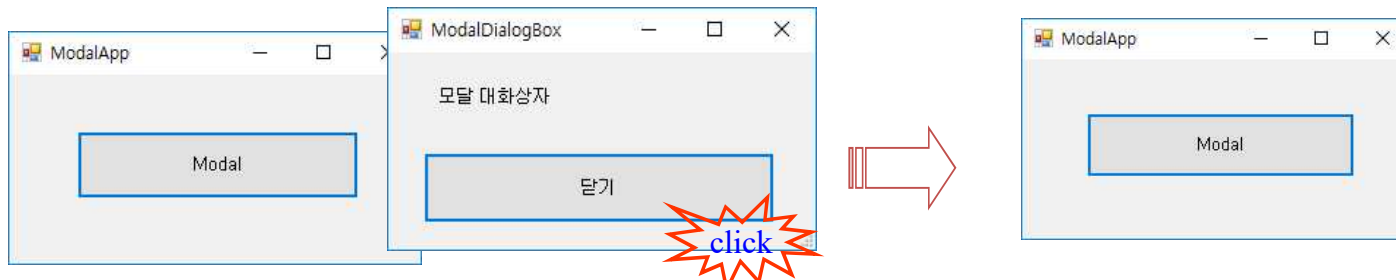 ModalApp
Modal
ModalDialogBox
모달 대화상자
닫기
click
ModalApp
Modal